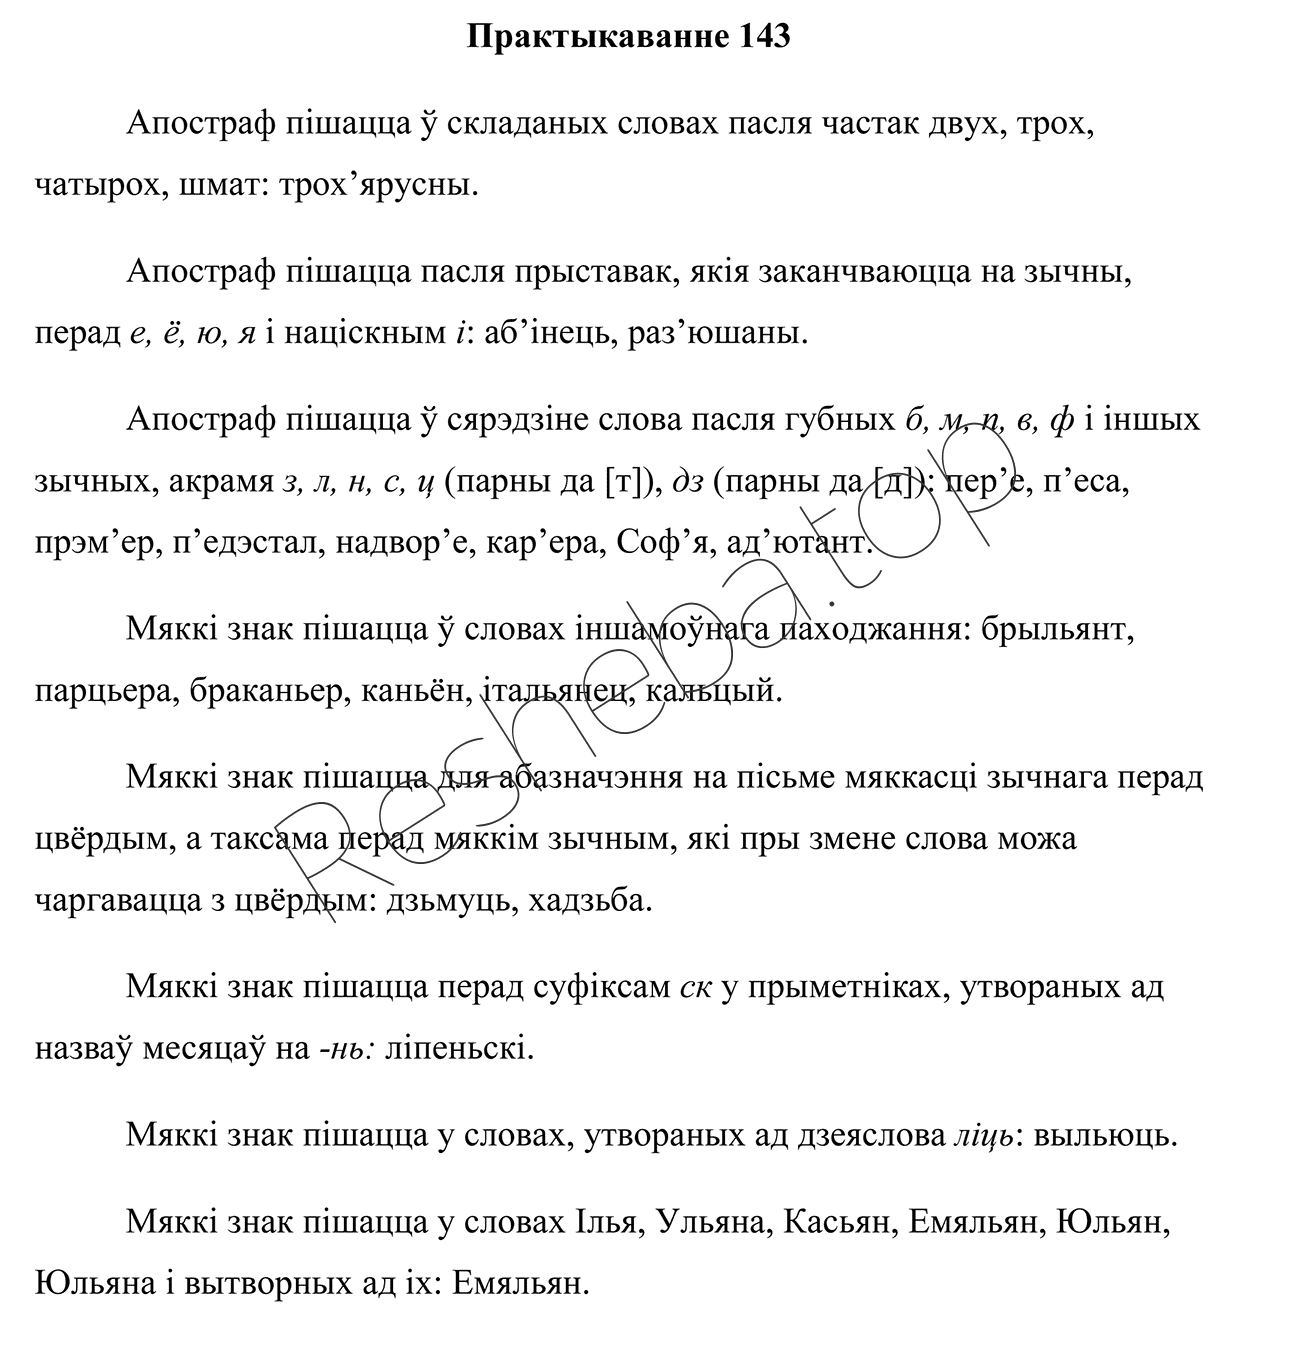 Практыкаванне 143
Апостраф пішацца ў складаных словах пасля частак двух, трох,
чатырох, шмат: трох’ярусны.
Апостраф пішацца пасля прыставак, якія заканчваюцца на зычны,
перад е, ё, ю, я і націскным і: аб’інець, раз’юшаны.
Апостраф пішацца ў сярэдзіне слова пасля губных б, м, п, в, ф і іншых
зычных, акрамя з, л, н, с, ц (парны да [т]), дз (парны да [д]): пер’е, п’еса,
прэм’ер, п’едэстал, надвор’е, кар’ера, Соф’я, ад’ютант.
Мяккі знак пішацца ў словах іншамоўнага паходжання: брыльянт,
парцьера, браканьер, каньён, італьянец, кальцый.
Мяккі знак пішацца для абазначэння на пісьме мяккасці зычнага перад
цвёрдым, а таксама перад мяккім зычным, які пры змене слова можа
чаргавацца з цвёрдым: дзьмуць, хадзьба.
Мяккі знак пішацца перад суфіксам ск у прыметніках, утвораных ад
назваў месяцаў на -нь: ліпеньскі.
Мяккі знак пішацца у словах, утвораных ад дзеяслова ліць: выльюць.
Мяккі знак пішацца у словах Ілья, Ульяна, Касьян, Емяльян, Юльян,
Юльяна і вытворных ад іх: Емяльян.
Resheba.top